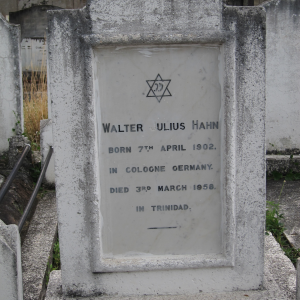 WALTER ULIUS HAHN
BORN 7TH APRIL 1902.
IN COLOGNE GERMANY.
DIED 3RD MARCH 1958.
IN TRINIDAD.